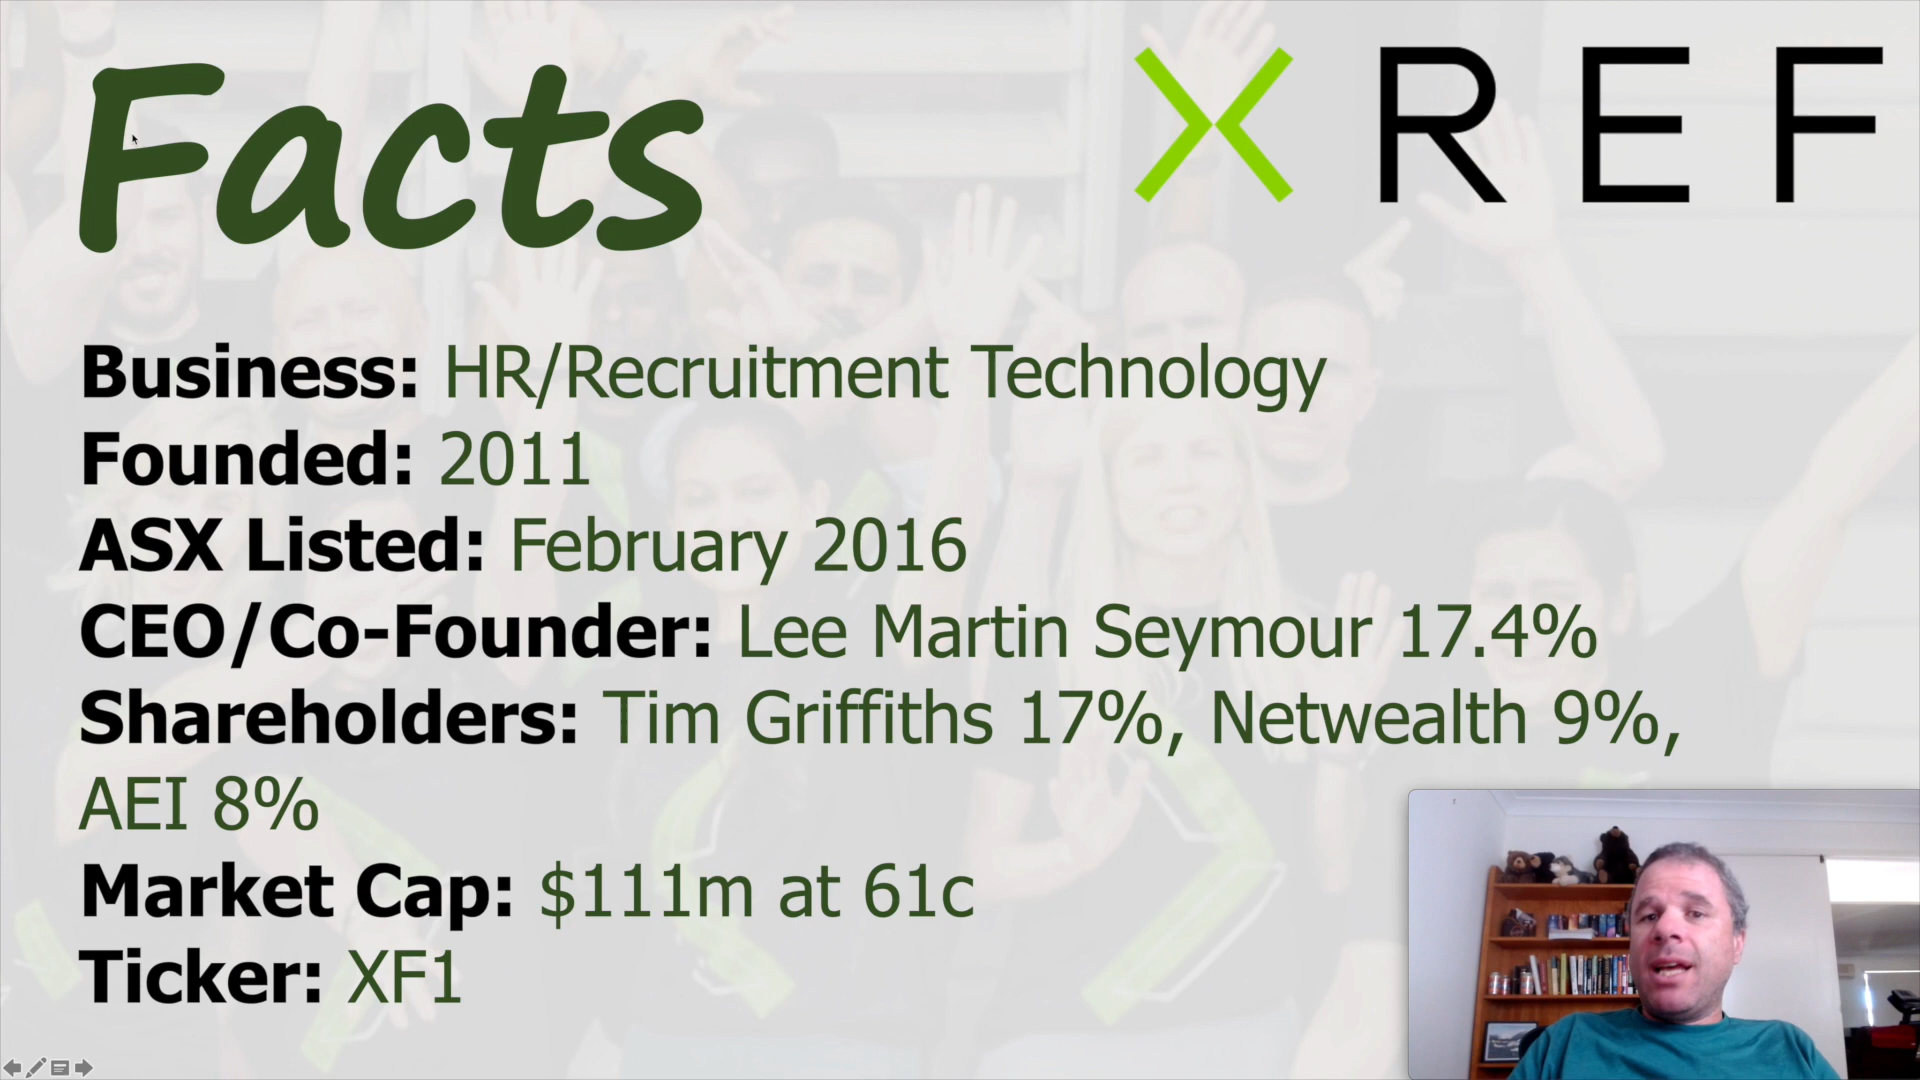 Facts
XREF
Business: HR/Recruitment Technology
Founded: 2011
ASX Listed: February 2016
CEO/Co-Founder: Lee Martin Seymour 17.4%
Shareholders: Tim Griffiths 17%, Netwealth 9%,
AEI 8%
Market Cap: $111m at 61c
Ticker: XF1